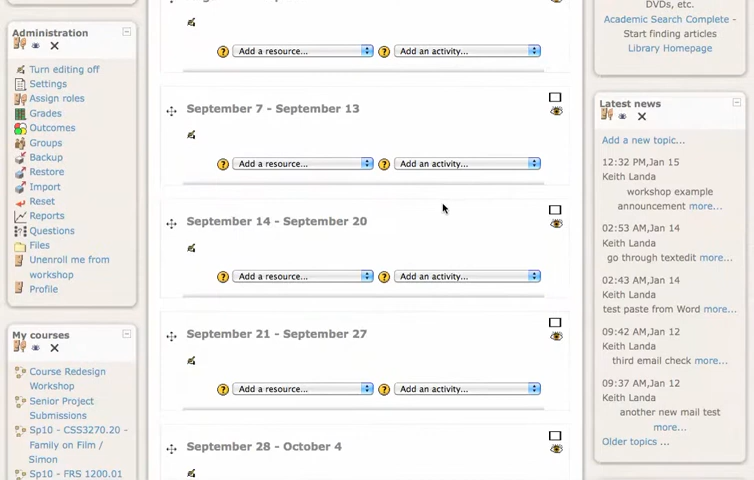 Administration
Turn editing off
Settings
Assign roles
Grades
Outcomes
Groups
Backup
Restore
Import
Reset
Reports
Questions
Files
Unenroll me from
workshop
Profile
My courses
Course Redesign
Workshop
Senior Project
Submissions
Sp10 - CSS3270.20 -
Family on Film /
Simon
Sp10 - FRS 1200.01
Add a resource...
Add an activity...
September 7 - September 13
Add a resource...
Add an activity...
September 14 - September 20
Add a resource...
Add an activity...
September 21 - September 27
Add a resource...
Add an activity...
September 28 - October 4
DVDs, etc.
Academic Search Complete -
Start finding articles
Library Homepage
Latest news
Add a new topic...
12:32 PM,Jan 15
Keith Landa
workshop example
announcement more...
02:53 AM,Jan 14
Keith Landa
go through textedit more...
02:43 AM,Jan 14
Keith Landa
test paste from Word more...
09:42 AM,Jan 12
Keith Landa
third email check more...
09:37 AM,Jan 12
Keith Landa
another new mail test
more...
Older topics ...